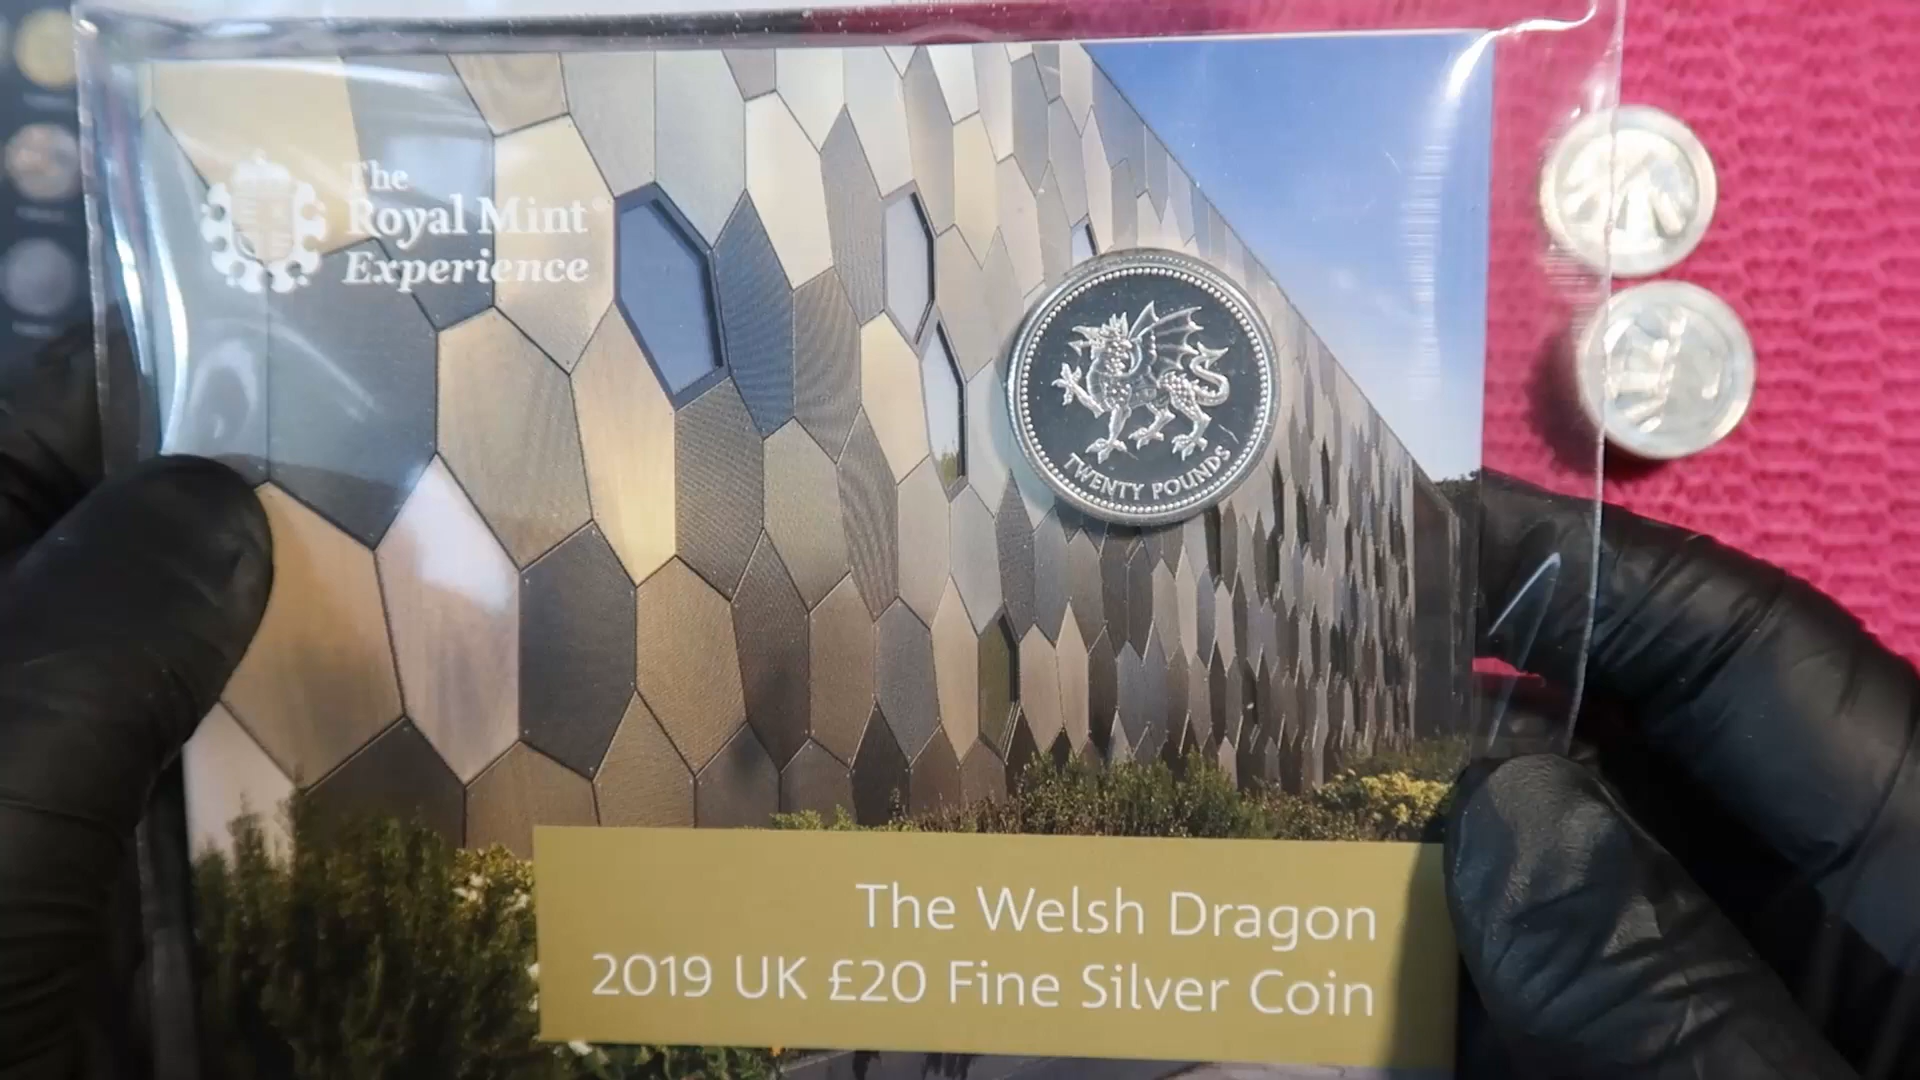 The
Royal Mint
Experience
TWENTY POUNDS
The Welsh Dragon
2019 UK £20 Fine Silver Coin